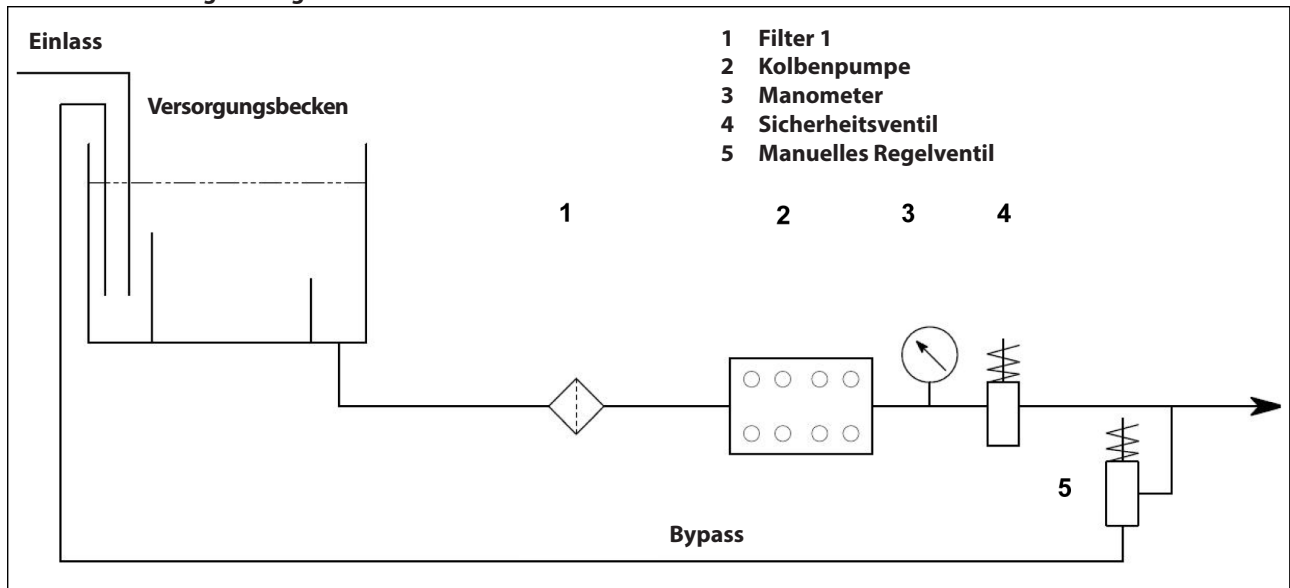 Einlass
Versorgungsbecken
1 Filter 1
2 Kolbenpumpe
3 Manometer
4 Sicherheitsventil
5 Manuelles Regelventil
1 2 3 4
5
Bypass